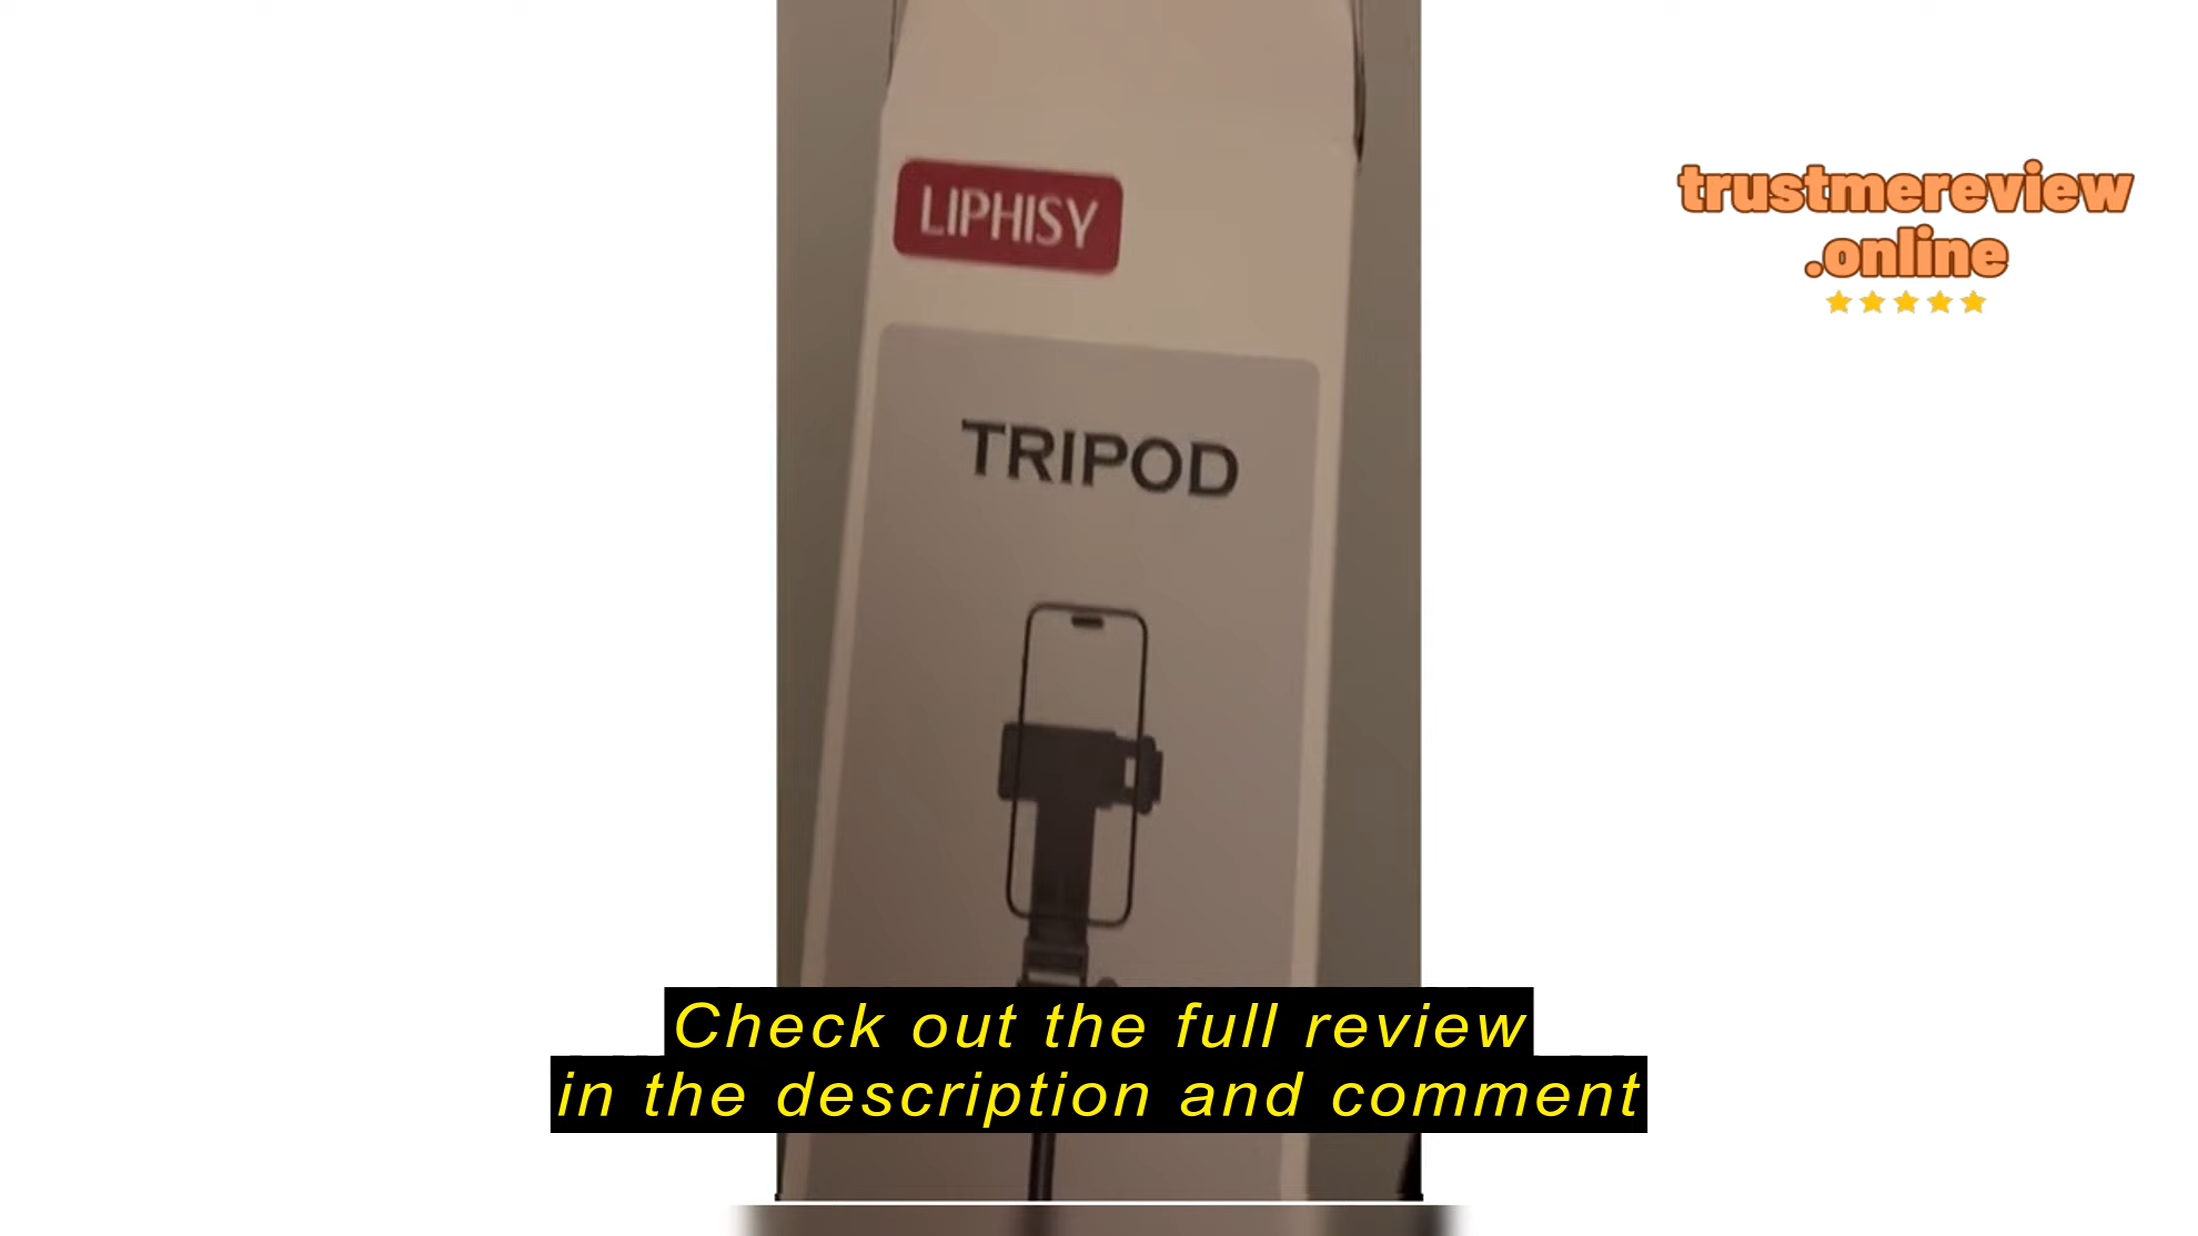 LIPHISY
trustmereview
.online
TRIPOD
Check out the full review
in the description and comment